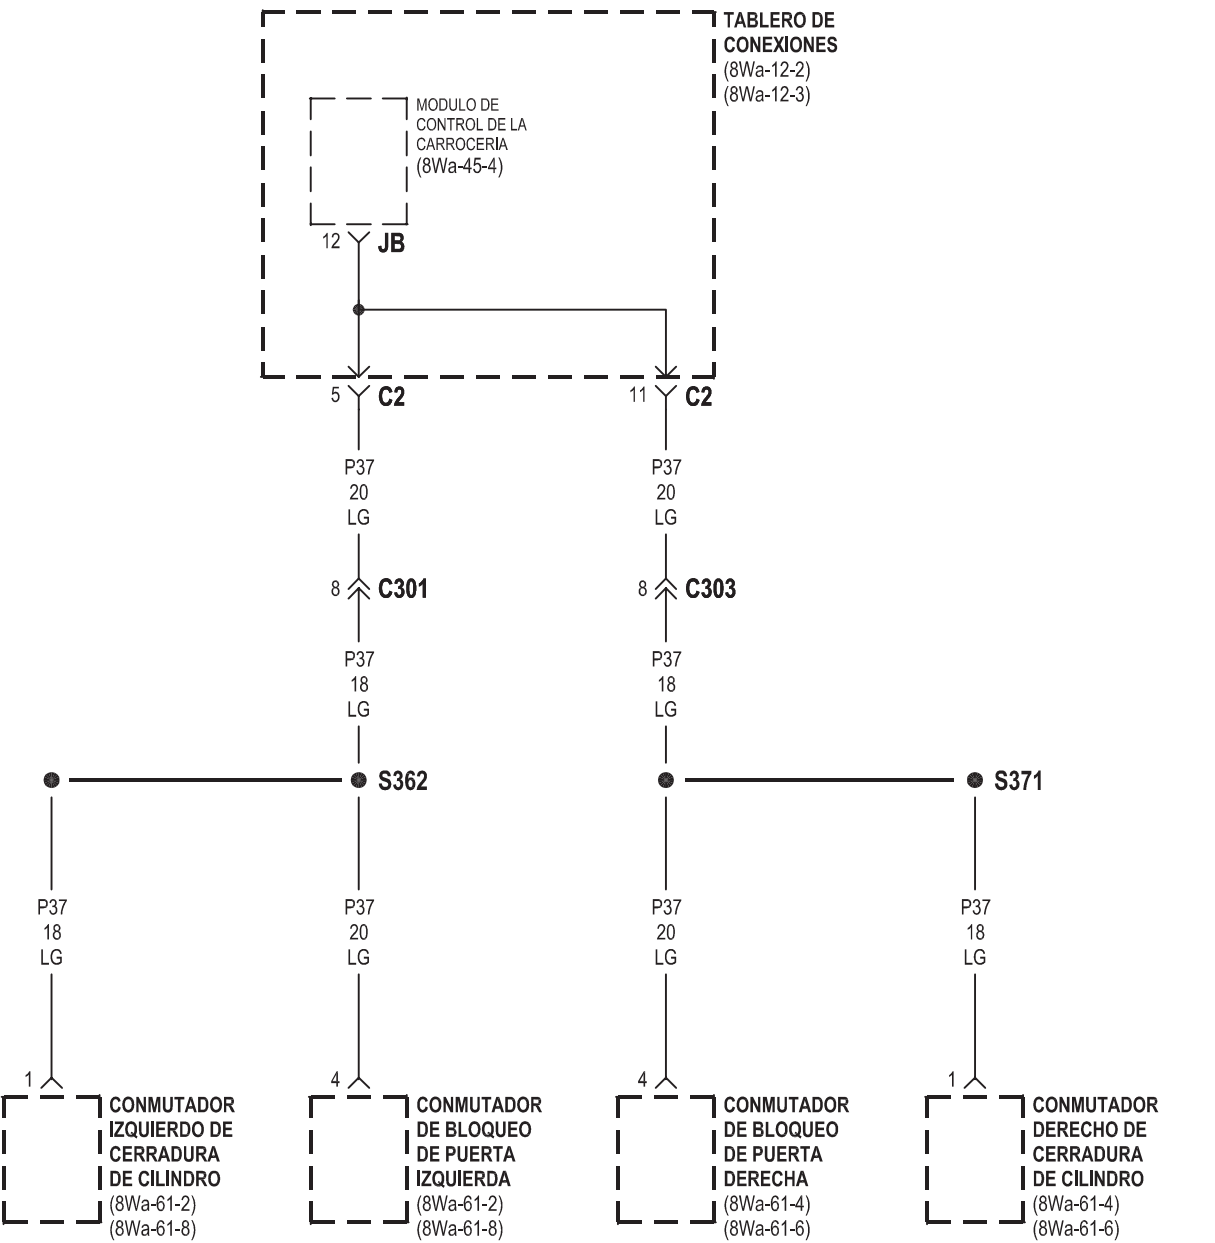 TABLERO DE
CONEXIONES
(8Wa-12-2)
(8Wa-12-3)
MODULO DE
CONTROL DE LA
CARROCERIA
(8Wa-45-4)
12 JB
5 C2
11 C2
P37
20
LG
P37
20
LG
8 C301
8 C303
P37
18
LG
P37
18
LG
S362
S371
P37
18
LG
P37
20
LG
P37
20
LG
P37
18
LG
1
4
4
1
CONMUTADOR
IZQUIERDO DE
CERRADURA
DE CILINDRO
(8Wa-61-2)
(8Wa-61-8)
CONMUTADOR
DE BLOQUEO
DE PUERTA
IZQUIERDA
(8Wa-61-2)
(8Wa-61-8)
CONMUTADOR
DE BLOQUEO
DE PUERTA
DERECHA
(8Wa-61-4)
(8Wa-61-6)
CONMUTADOR
DERECHO DE
CERRADURA
DE CILINDRO
(8Wa-61-4)
(8Wa-61-6)